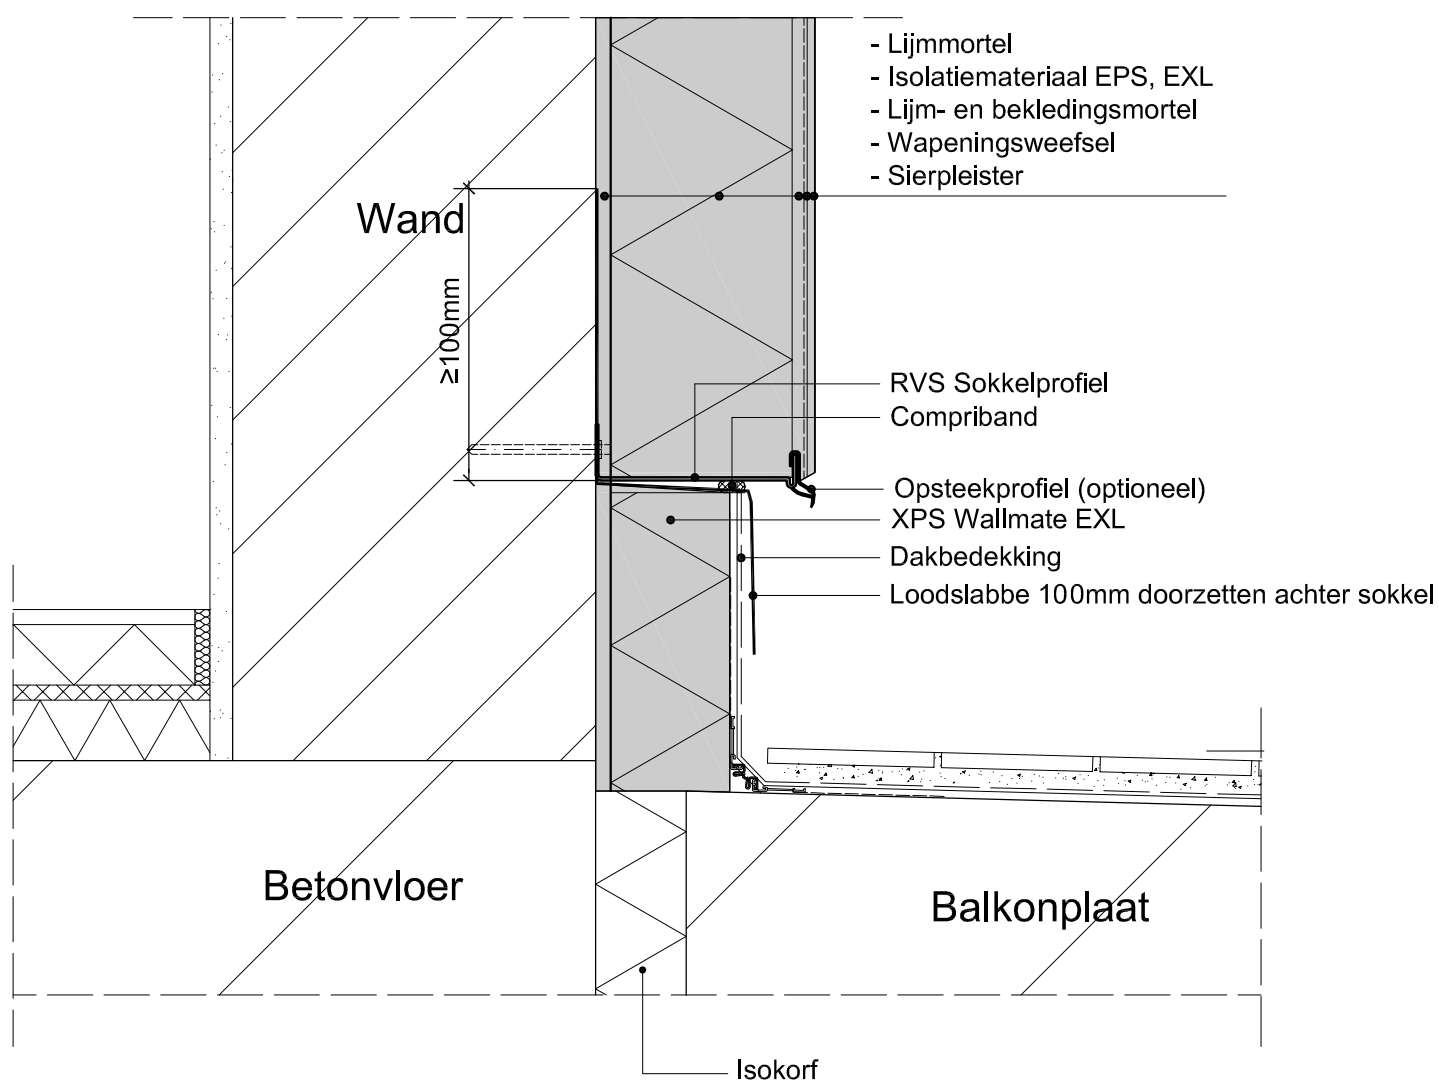 - Lijmmortel
- Isolatiemateriaal EPS, EXL
- Lijm- en bekledingsmortel
- Wapeningsweefsel
- Sierpleister
Wand
≥100mm
RVS Sokkelprofiel
Compriband
Opsteekprofiel (optioneel)
XPS Wallmate EXL
Dakbedekking
Loodslabbe 100mm doorzetten achter sokkel
Betonvloer
Balkonplaat
Isokorf